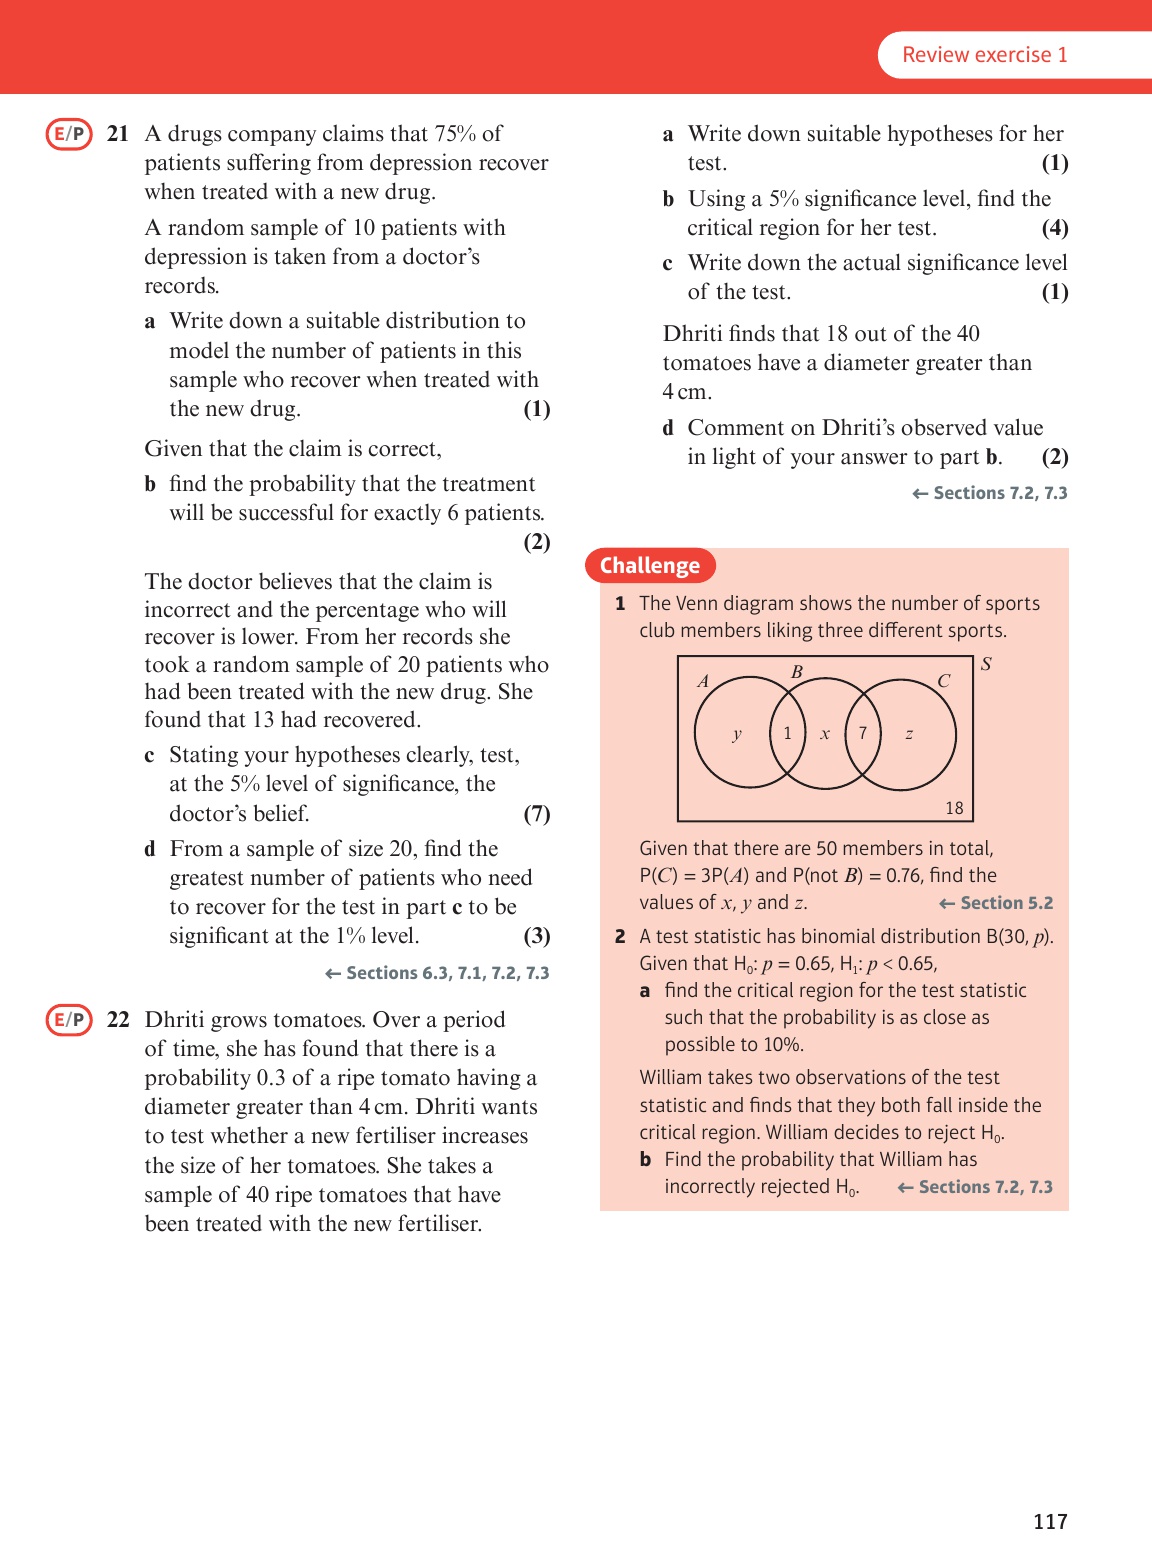 Review exercise 1
E/P 21 A drugs company claims that 75% of
patients suffering from depression recover
when treated with a new drug.
A random sample of 10 patients with
depression is taken from a doctor's
records.
a Write down a suitable distribution to
model the number of patients in this
sample who recover when treated with
the new drug. (1)
Given that the claim is correct,
b find the probability that the treatment
will be successful for exactly 6 patients.
(2)
The doctor believes that the claim is
incorrect and the percentage who will
recover is lower. From her records she
took a random sample of 20 patients who
had been treated with the new drug. She
found that 13 had recovered.
c Stating your hypotheses clearly, test,
at the 5% level of significance, the
doctor's belief. (7)
d From a sample of size 20, find the
greatest number of patients who need
to recover for the test in part c to be
significant at the 1% level. (3)
← Sections 6.3, 7.1, 7.2, 7.3
E/P 22 Dhriti grows tomatoes. Over a period
of time, she has found that there is a
probability 0.3 of a ripe tomato having a
diameter greater than 4 cm. Dhriti wants
to test whether a new fertiliser increases
the size of her tomatoes. She takes a
sample of 40 ripe tomatoes that have
been treated with the new fertiliser.
a Write down suitable hypotheses for her
test. (1)
b Using a 5% significance level, find the
critical region for her test. (4)
c Write down the actual significance level
of the test. (1)
Dhriti finds that 18 out of the 40
tomatoes have a diameter greater than
4 cm.
d Comment on Dhriti's observed value
in light of your answer to part b. (2)
← Sections 7.2, 7.3
Challenge
1 The Venn diagram shows the number of sports
club members liking three different sports.
A B C S
y 1 x 7 z
18
Given that there are 50 members in total,
P(C) = 3P(A) and P(not B) = 0.76, find the
values of x, y and z. ← Section 5.2
2 A test statistic has binomial distribution B(30, p).
Given that H₀: p = 0.65, H₁: p < 0.65,
a find the critical region for the test statistic
such that the probability is as close as
possible to 10%.
William takes two observations of the test
statistic and finds that they both fall inside the
critical region. William decides to reject H₀.
b Find the probability that William has
incorrectly rejected H₀. ← Sections 7.2, 7.3
117